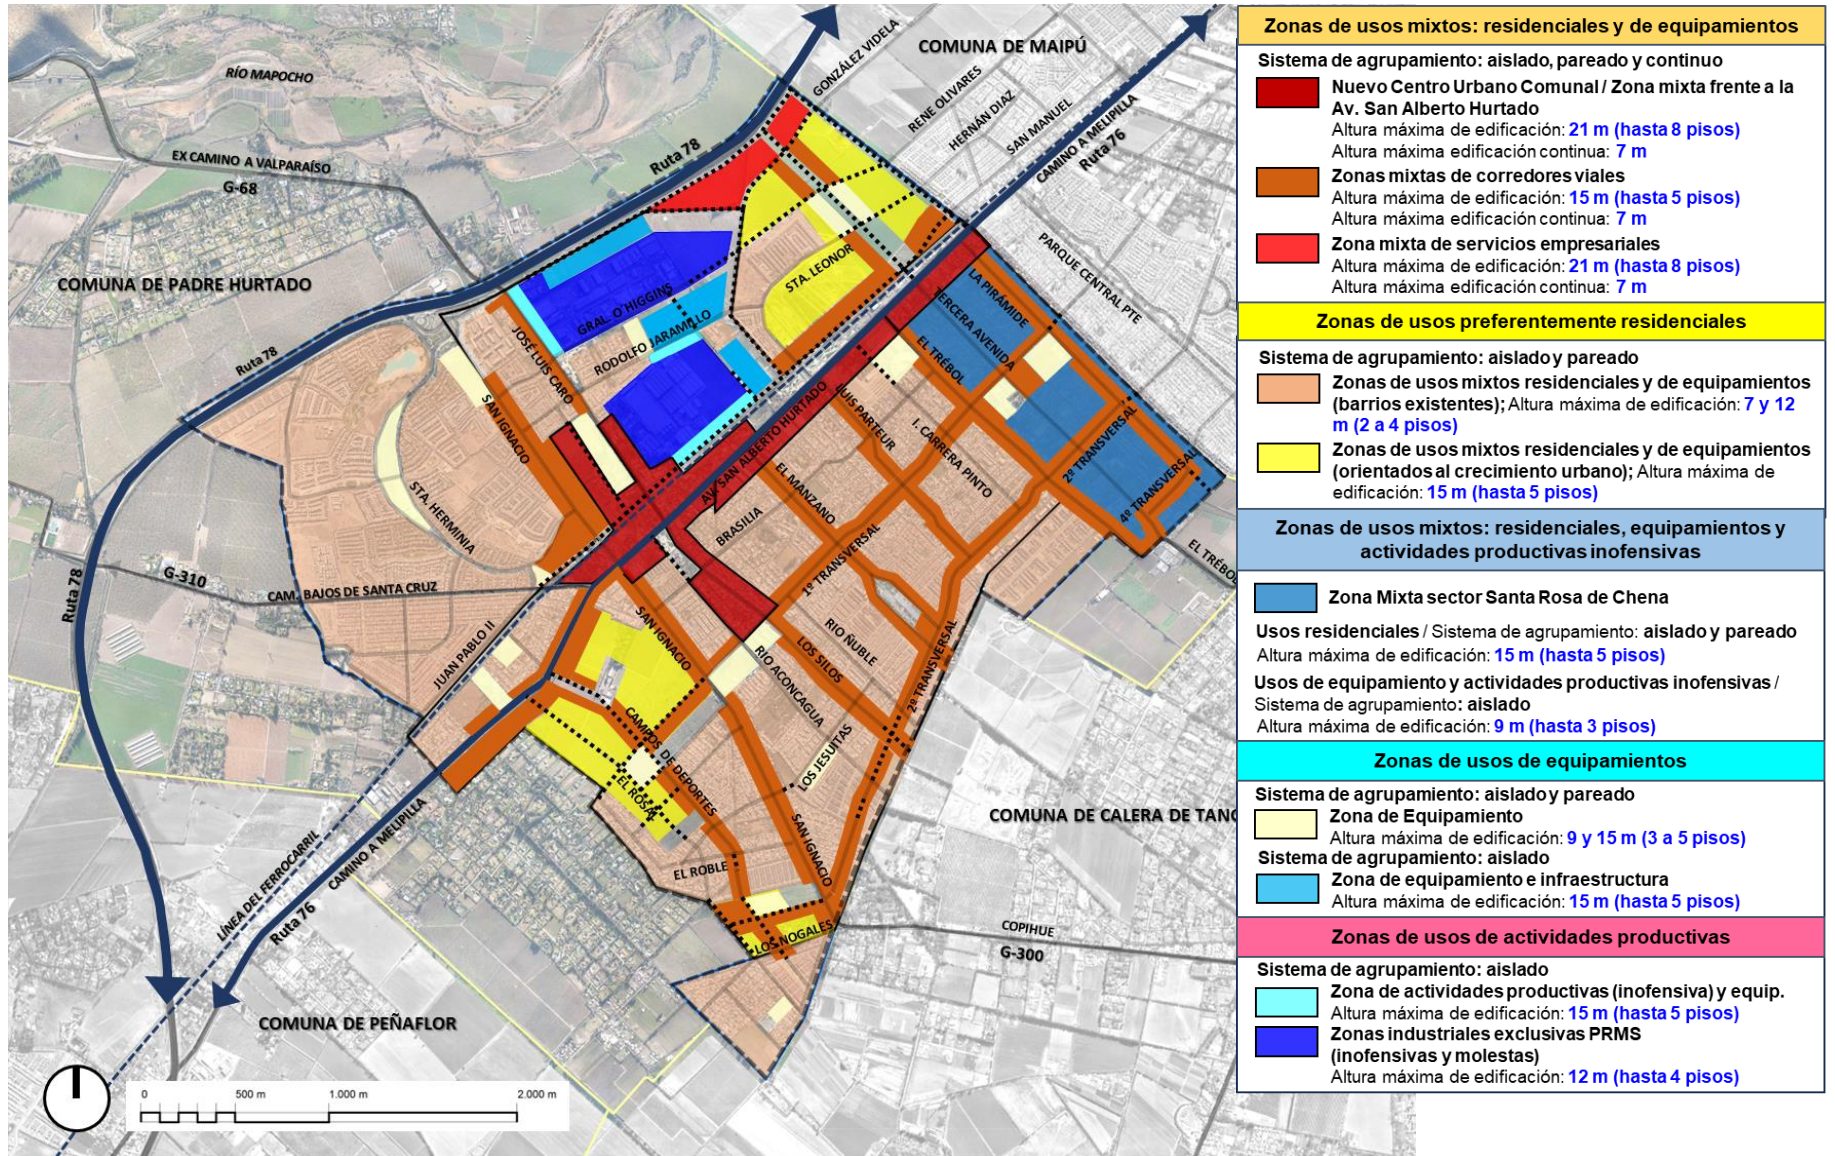 COMUNA DE MAIPÚ
GONZÁLEZ VIDELA
RENE OLIVARES
HERNÁN DIAZ
SAN MANUEL
CAMINO A MELIPILLA
Ruta 76
RÍO MAPOCHO
EX CAMINO A VALPARAÍSO
G-68
Ruta 78
PARQUE CENTRAL PTE
COMUNA DE PADRE HURTADO
STA. LEONOR
LA PIRÁMIDE
TERCERA AVENIDA
GRAL. O´HIGGINS
RODOLFO JARAMILLO
JOSÉ LUIS CARO
EL TRÉBOL
Ruta 78
SAN IGNACIO
AV. SAN ALBERTO HURTADO
LUIS PARTEUR
I. CARRERA PINTO
2º TRANSVERSAL
4º TRANSVERSAL
EL MANZANO
BRASILIA
STA. HERMINIA
1º TRANSVERSAL
EL TRÉBOL
G-310
CAM. BAJOS DE SANTA CRUZ
Ruta 78
JUAN PABLO II
SAN IGNACIO
RIO ÑUBLE
LOS SILOS
RÍO ACONCAGUA
2º TRANSVERSAL
CAMPOS DE DEPORTES
LOS JESUITAS
EL ROSAL
SAN IGNACIO
COMUNA DE CALERA DE TANG
LÍNEA DEL FERROCARRIL
CAMINO A MELIPILLA
Ruta 76
EL ROBLE
LOS NOGALES
COPIHUE
G-300
COMUNA DE PEÑAFLOR
0
500 m
1.000 m
2.000 m
Zonas de usos mixtos: residenciales y de equipamientos
Sistema de agrupamiento: aislado, pareado y continuo
Nuevo Centro Urbano Comunal / Zona mixta frente a la
Av. San Alberto Hurtado
Altura máxima de edificación: 21 m (hasta 8 pisos)
Altura máxima edificación continua: 7 m
Zonas mixtas de corredores viales
Altura máxima de edificación: 15 m (hasta 5 pisos)
Altura máxima edificación continua: 7 m
Zona mixta de servicios empresariales
Altura máxima de edificación: 21 m (hasta 8 pisos)
Altura máxima edificación continua: 7 m
Zonas de usos preferentemente residenciales
Sistema de agrupamiento: aislado y pareado
Zonas de usos mixtos residenciales y de equipamientos
(barrios existentes); Altura máxima de edificación: 7 y 12
m (2 a 4 pisos)
Zonas de usos mixtos residenciales y de equipamientos
(orientados al crecimiento urbano); Altura máxima de
edificación: 15 m (hasta 5 pisos)
Zonas de usos mixtos: residenciales, equipamientos y
actividades productivas inofensivas
Zona Mixta sector Santa Rosa de Chena
Usos residenciales / Sistema de agrupamiento: aislado y pareado
Altura máxima de edificación: 15 m (hasta 5 pisos)
Usos de equipamiento y actividades productivas inofensivas /
Sistema de agrupamiento: aislado
Altura máxima de edificación: 9 m (hasta 3 pisos)
Zonas de usos de equipamientos
Sistema de agrupamiento: aislado y pareado
Zona de Equipamiento
Altura máxima de edificación: 9 y 15 m (3 a 5 pisos)
Sistema de agrupamiento: aislado
Zona de equipamiento e infraestructura
Altura máxima de edificación: 15 m (hasta 5 pisos)
Zonas de usos de actividades productivas
Sistema de agrupamiento: aislado
Zona de actividades productivas (inofensiva) y equip.
Altura máxima de edificación: 15 m (hasta 5 pisos)
Zonas industriales exclusivas PRMS
(inofensivas y molestas)
Altura máxima de edificación: 12 m (hasta 4 pisos)